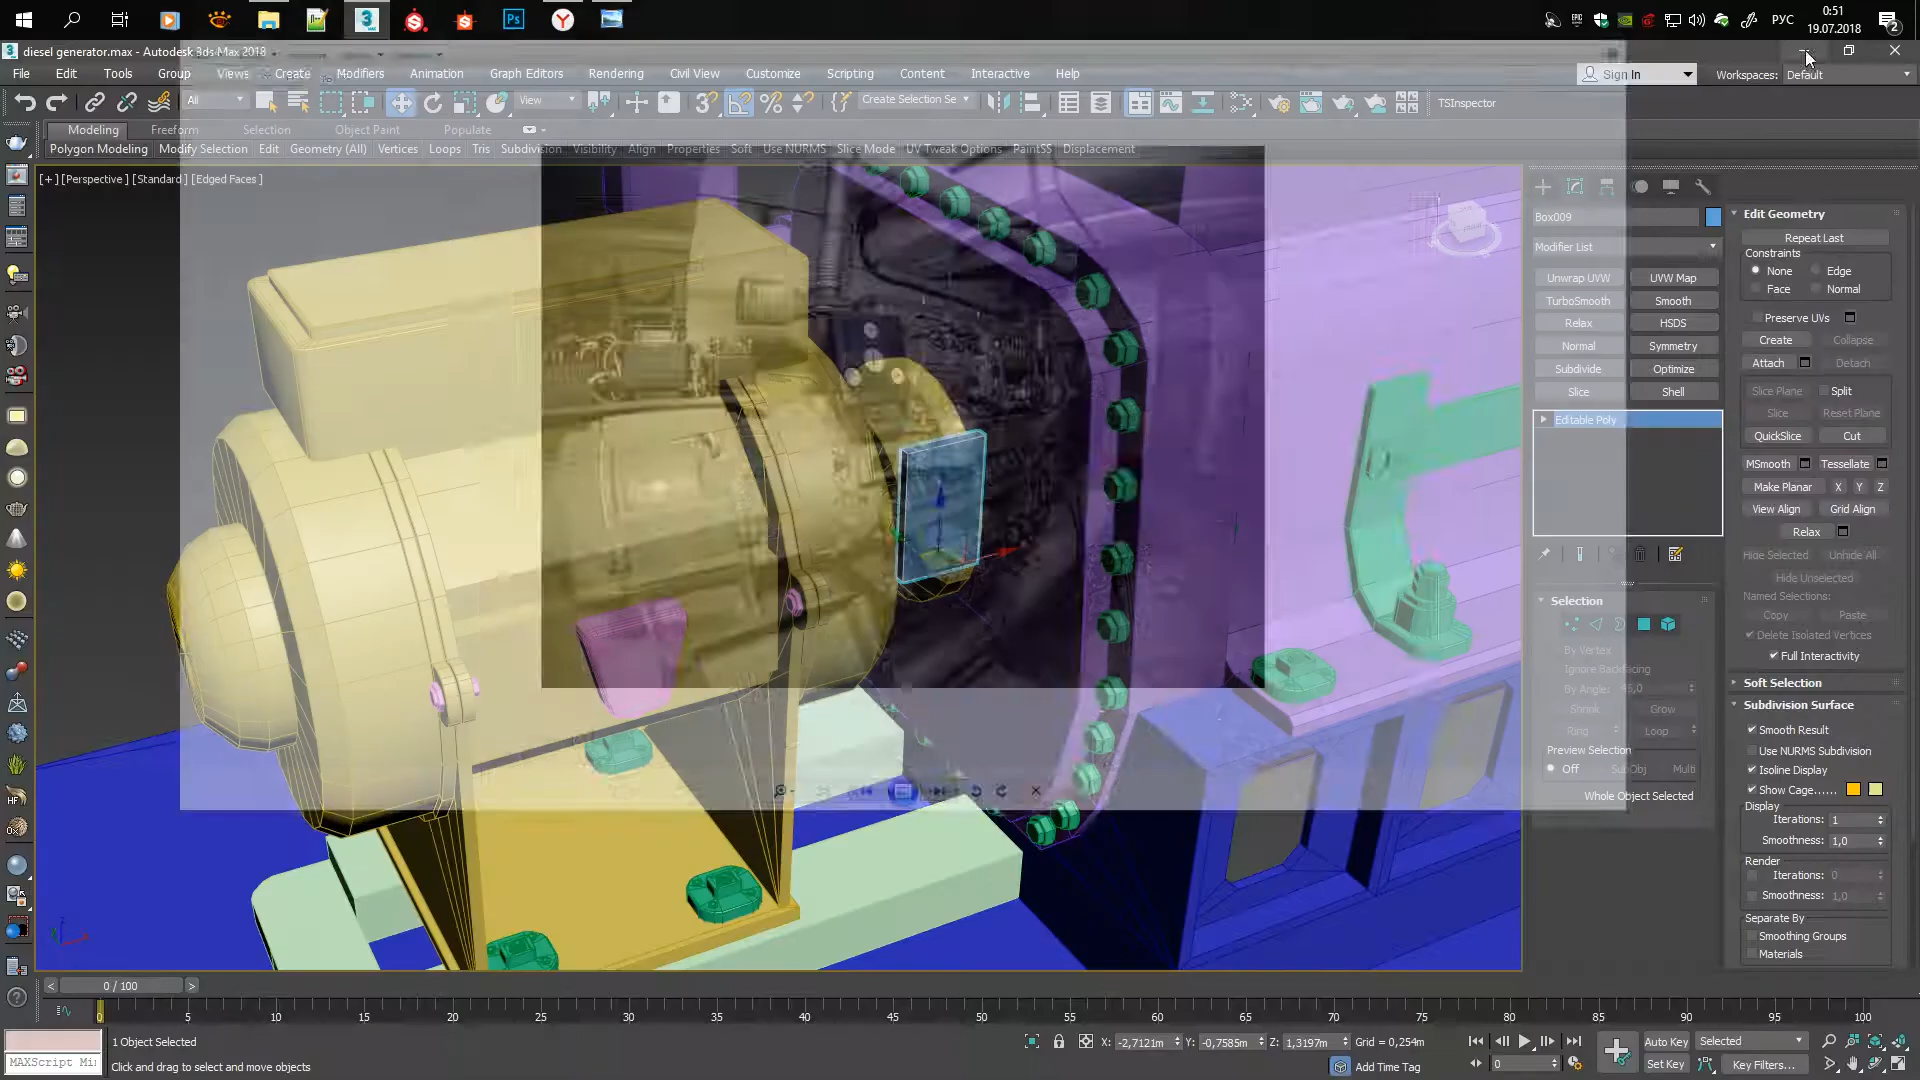 РУС
0:51
19.07.2018
2
diesel generator.max - Autodesk 3ds Max 2018
File Edit Tools Group Views Create Modifiers Animation Graph Editors Rendering Civil View Customize Scripting Content Interactive Help
Sign In
Workspaces: Default
All
View
Create Selection Se
TSInspector
Modeling Freeform Selection Object Paint Populate
Polygon Modeling Modify Selection Edit Geometry (All) Vertices Loops Tris Subdivision Visibility Align Properties Soft Use NURMS Slice Mode UV Tweak Options PaintSS Displacement
[+] [Perspective ] [Standard ] [Edged Faces ]
Box009
Modifier List
Unwrap UVW UVW Map
TurboSmooth Smooth
Relax HSDS
Normal Symmetry
Subdivide Optimize
Slice Shell
Editable Poly
Selection
By Vertex
Ignore Backfacing
By Angle: 45,0
Shrink Grow
Ring Loop
Preview Selection
Off SubObj Multi
Whole Object Selected
Edit Geometry
Repeat Last
Constraints
None Edge
Face Normal
Preserve UVs
Create Collapse
Attach Detach
Slice Plane Split
Slice Reset Plane
QuickSlice Cut
MSmooth Tessellate
Make Planar X Y Z
View Align Grid Align
Relax
Hide Selected Unhide All
Hide Unselected
Named Selections:
Copy Paste
Delete Isolated Vertices
Full Interactivity
Soft Selection
Subdivision Surface
Smooth Result
Use NURMS Subdivision
Isoline Display
Show Cage......
Display
Iterations: 1
Smoothness: 1,0
Render
Iterations: 0
Smoothness: 1,0
Separate By
Smoothing Groups
Materials
< 0 / 100 >
0 5 10 15 20 25 30 35 40 45 50 55 60 65 70 75 80 85 90 95 100
1 Object Selected
X: -2,7121m Y: -0,7585m Z: 1,3197m Grid = 0,254m
Auto Key Selected
MAXScript Mi
Click and drag to select and move objects
Add Time Tag
0
Set Key Key Filters...